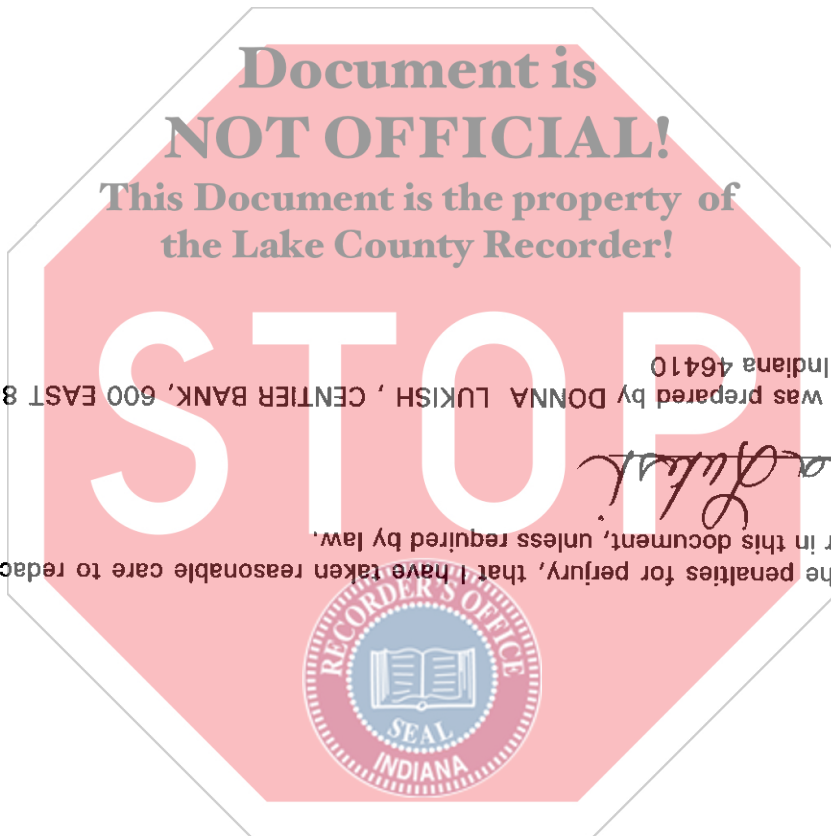 Document is
NOT OFFICIAL!
This Document is the property of
the Lake County Recorder!
STOP
he penalties for perjury, that I have taken reasonable care to redac
r in this document, unless required by law.
a Lukish
was prepared by DONNA LUKISH , CENTIER BANK, 600 EAST 8
Indiana 46410
RECORDER'S OFFICE
SEAL
INDIANA